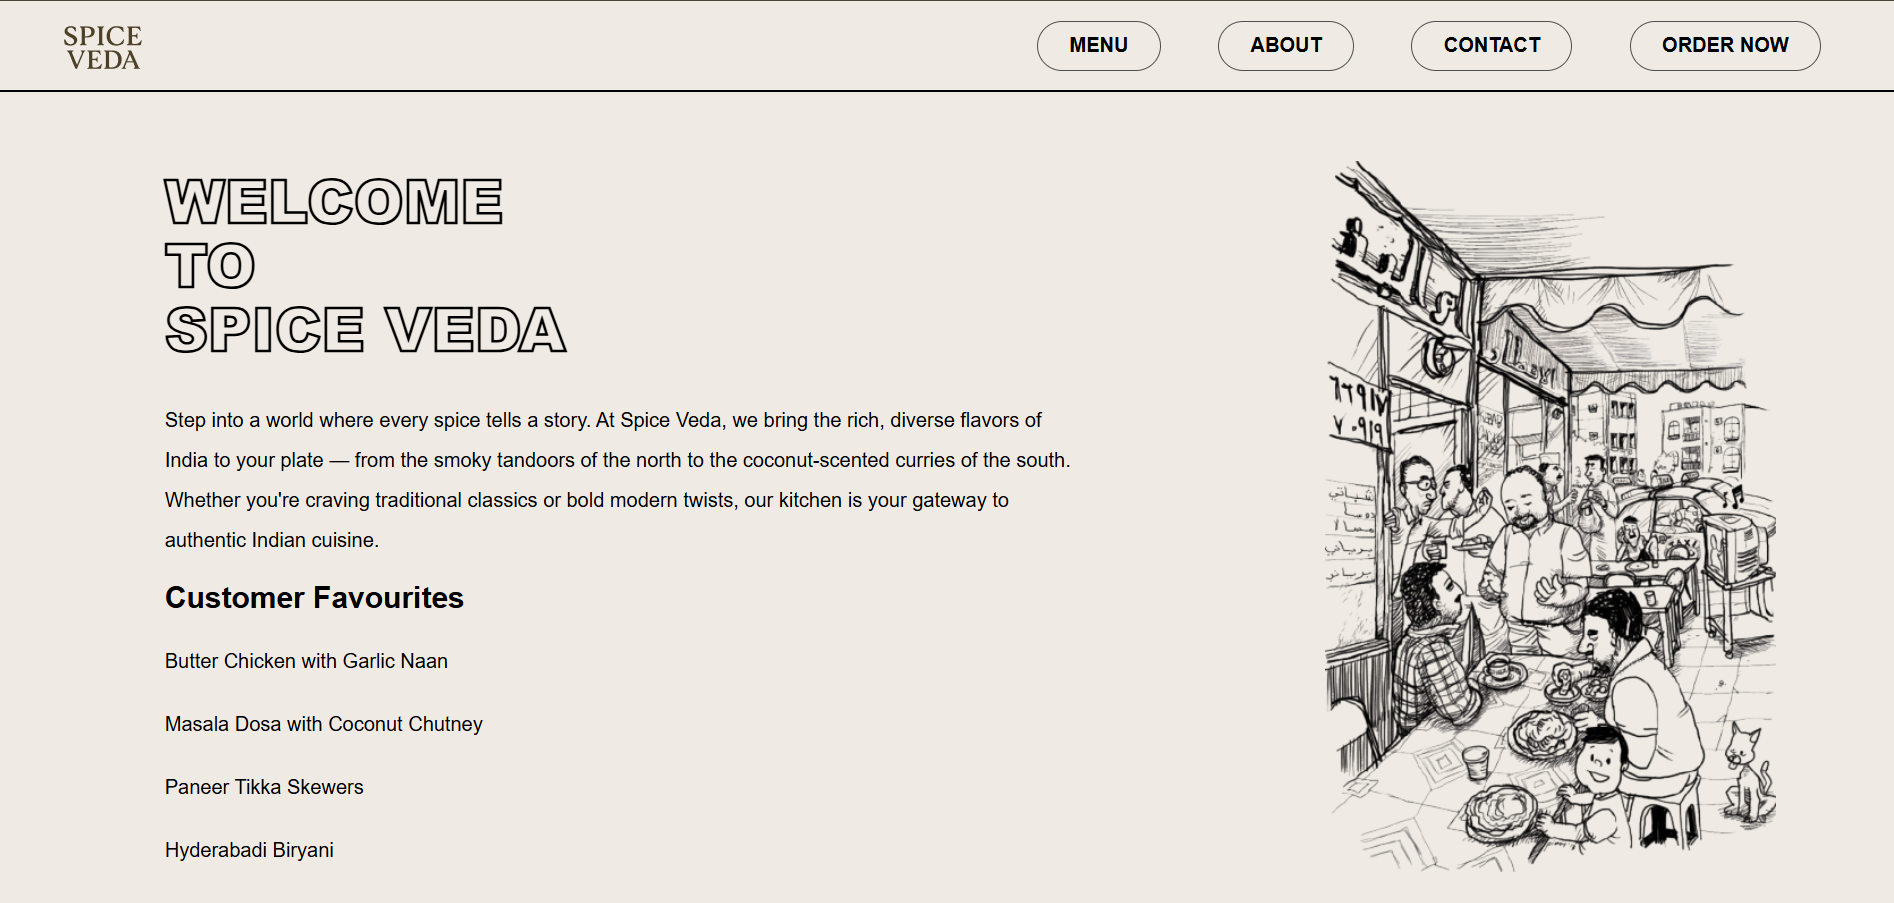 SPICE
VEDA
MENU
ABOUT
CONTACT
ORDER NOW
WELCOME
TO
SPICE VEDA
Step into a world where every spice tells a story. At Spice Veda, we bring the rich, diverse flavors of
India to your plate — from the smoky tandoors of the north to the coconut-scented curries of the south.
Whether you're craving traditional classics or bold modern twists, our kitchen is your gateway to
authentic Indian cuisine.
Customer Favourites
Butter Chicken with Garlic Naan
Masala Dosa with Coconut Chutney
Paneer Tikka Skewers
Hyderabadi Biryani
دوسا
برياني
TAXI